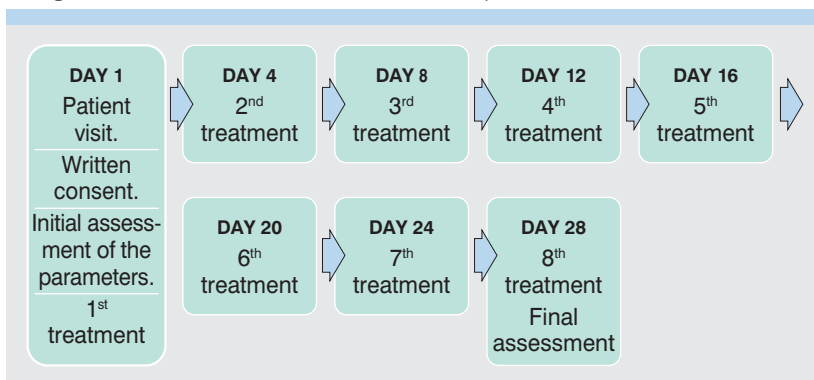 DAY 1
Patient
visit.
Written
consent.
Initial assess-
ment of the
parameters.
1st
treatment
DAY 4
2nd
treatment
DAY 8
3rd
treatment
DAY 12
4th
treatment
DAY 16
5th
treatment
DAY 20
6th
treatment
DAY 24
7th
treatment
DAY 28
8th
treatment
Final
assessment